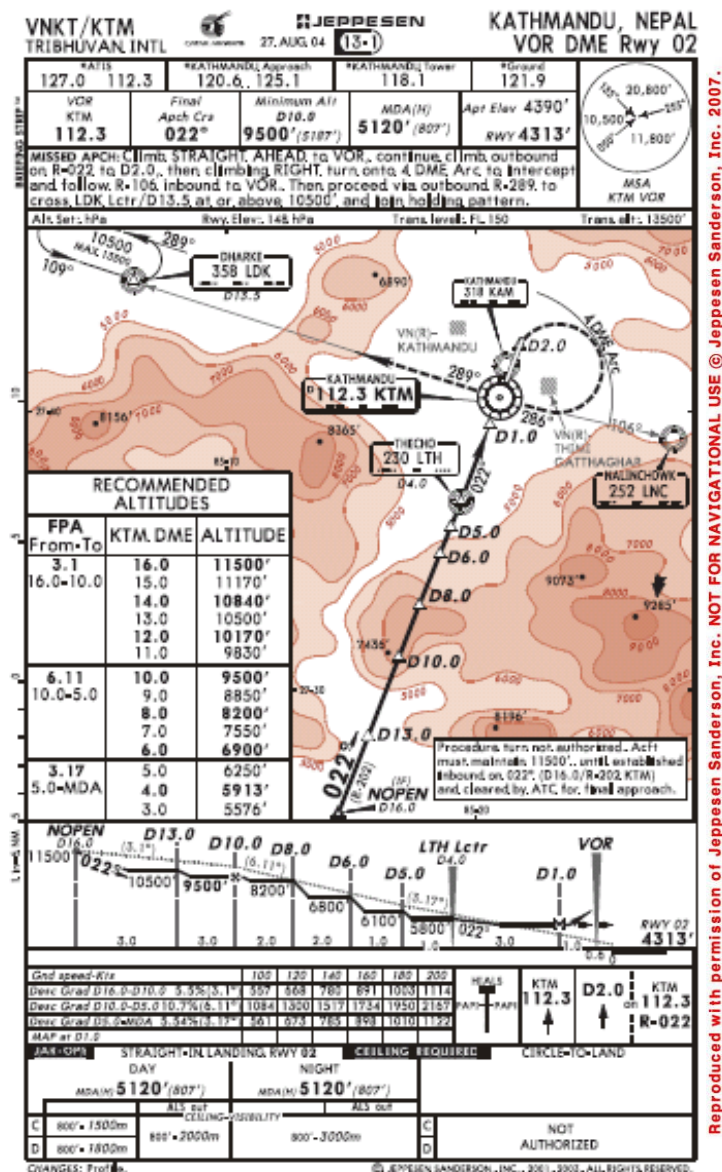 VNKT/KTM
TRIBHUVAN INTL
JEPPESEN
27 AUG 04 13-1
KATHMANDU, NEPAL
VOR DME Rwy 02
*ATIS
127.0 112.3
*KATHMANDU Approach
120.6 125.1
*KATHMANDU Tower
118.1
*Ground
121.9
BRIEFING STRIP TM
VOR
KTM
112.3
Final
Apch Crs
022°
Minimum Alt
D10.0
9500' (5187')
MDA(H)
5120' (807')
Apt Elev 4390'
RWY 4313'
20,800'
10,500'
11,800'
MSA
KTM VOR
MISSED APCH: Climb STRAIGHT AHEAD to VOR, continue climb outbound
on R-022 to D2.0, then climbing RIGHT turn onto 4 DME Arc to intercept
and follow R-106 inbound to VOR. Then proceed via outbound R-289 to
cross LDK Lctr/D13.5 at or above 10500' and join holding pattern.
Alt Set: hPa Rwy Elev: 148 hPa Trans level: FL 150 Trans alt: 13500'
10500
MAX 13500
289°
109°
DHARKE
358 LDK
D13.5
6890'
KATHMANDU
318 KAM
VN(R)-
KATHMANDU
D2.0
4 DME Arc
KATHMANDU
D 112.3 KTM
289°
286°
106°
D1.0
VN(R)
THIMI
GATTHAGHAR
THECHO
230 LTH
D4.0
022°
NALINCHOWK
252 LNC
8156'
8365'
27-40
85-10
D5.0
D6.0
D8.0
9073'
9285'
7435'
D10.0
27-30
8196'
D13.0
022°
(R-202)
(IF)
NOPEN
D16.0
85-20
Procedure turn not authorized. Acft
must maintain 11500' until established
inbound on 022° (D16.0/R-202 KTM)
and cleared by ATC for final approach.
RECOMMENDED
ALTITUDES
FPA
From-To KTM DME ALTITUDE
3.1 16.0 11500'
16.0-10.0 15.0 11170'
14.0 10840'
13.0 10500'
12.0 10170'
11.0 9830'
6.11 10.0 9500'
10.0-5.0 9.0 8850'
8.0 8200'
7.0 7550'
6.0 6900'
3.17 5.0 6250'
5.0-MDA 4.0 5913'
3.0 5576'
NOPEN
D16.0 D13.0 D10.0 D8.0 D6.0 D5.0 LTH Lctr D4.0 D1.0 VOR
11500' 022° (3.1°) 10500' 9500' (6.11°) 8200' 6800' 6100' (3.17°) 5800' 022°
RWY 02
4313'
3.0 3.0 2.0 2.0 1.0 1.0 3.0 1.0 0.6 0
Gnd speed-Kts 100 120 140 160 180 200
Desc Grad D16.0-D10.0 5.5%(3.1°) 557 668 780 891 1003 1114
Desc Grad D10.0-D5.0 10.7%(6.11°) 1084 1300 1517 1734 1950 2167
Desc Grad D5.0-MDA 5.54%(3.17°) 561 673 785 898 1010 1122
MAP at D1.0
HIALS
PAPI PAPI
KTM
112.3
D2.0
on
KTM
112.3
R-022
JAR-OPS STRAIGHT-IN LANDING RWY 02 CEILING REQUIRED CIRCLE-TO-LAND
DAY NIGHT
MDA(H) 5120' (807') MDA(H) 5120' (807')
ALS out ALS out
CEILING-VISIBILITY
C 800'-1500m 800'-2000m 800'-3000m C NOT
D 800'-1800m D AUTHORIZED
CHANGES: Profile.
© JEPPESEN SANDERSON, INC., 2001, 2002. ALL RIGHTS RESERVED.
Reproduced with permission of Jeppesen Sanderson, Inc. NOT FOR NAVIGATIONAL USE © Jeppesen Sanderson, Inc. 2007.